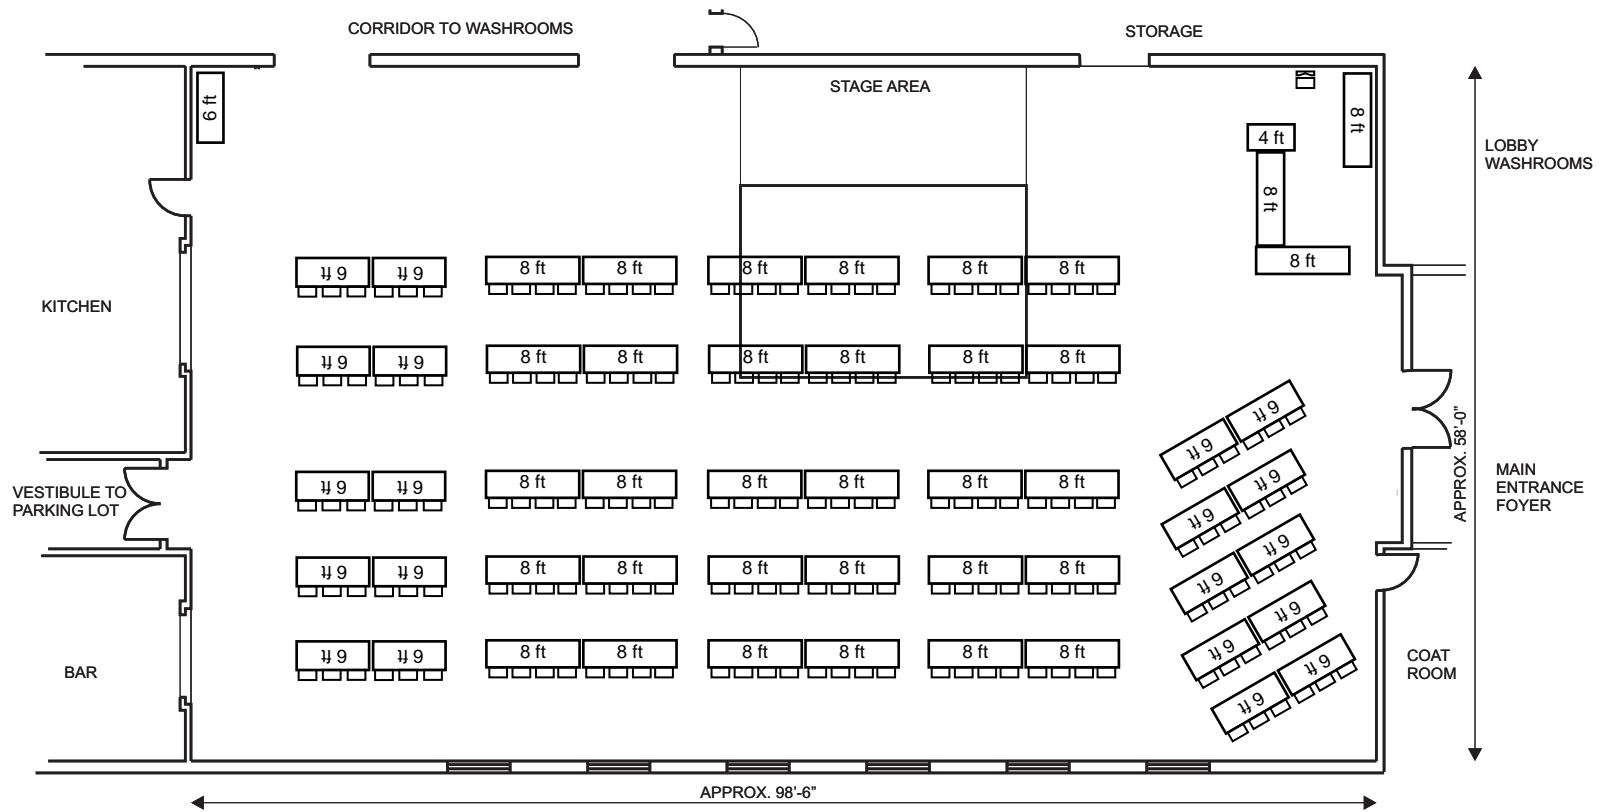 CORRIDOR TO WASHROOMS
STORAGE
STAGE AREA
6 ft
8 ft
4 ft
LOBBY
WASHROOMS
8 ft
8 ft
6 ft 6 ft 8 ft 8 ft 8 ft 8 ft 8 ft 8 ft
KITCHEN
6 ft 6 ft 8 ft 8 ft 8 ft 8 ft 8 ft 8 ft
6 ft 6 ft
APPROX. 58'-0"
6 ft 6 ft 8 ft 8 ft 8 ft 8 ft 8 ft 8 ft
6 ft 6 ft
VESTIBULE TO
PARKING LOT
MAIN
ENTRANCE
FOYER
6 ft 6 ft 8 ft 8 ft 8 ft 8 ft 8 ft 8 ft
6 ft 6 ft
6 ft 6 ft 8 ft 8 ft 8 ft 8 ft 8 ft 8 ft
6 ft 6 ft
BAR
COAT
ROOM
6 ft 6 ft
APPROX. 98'-6"